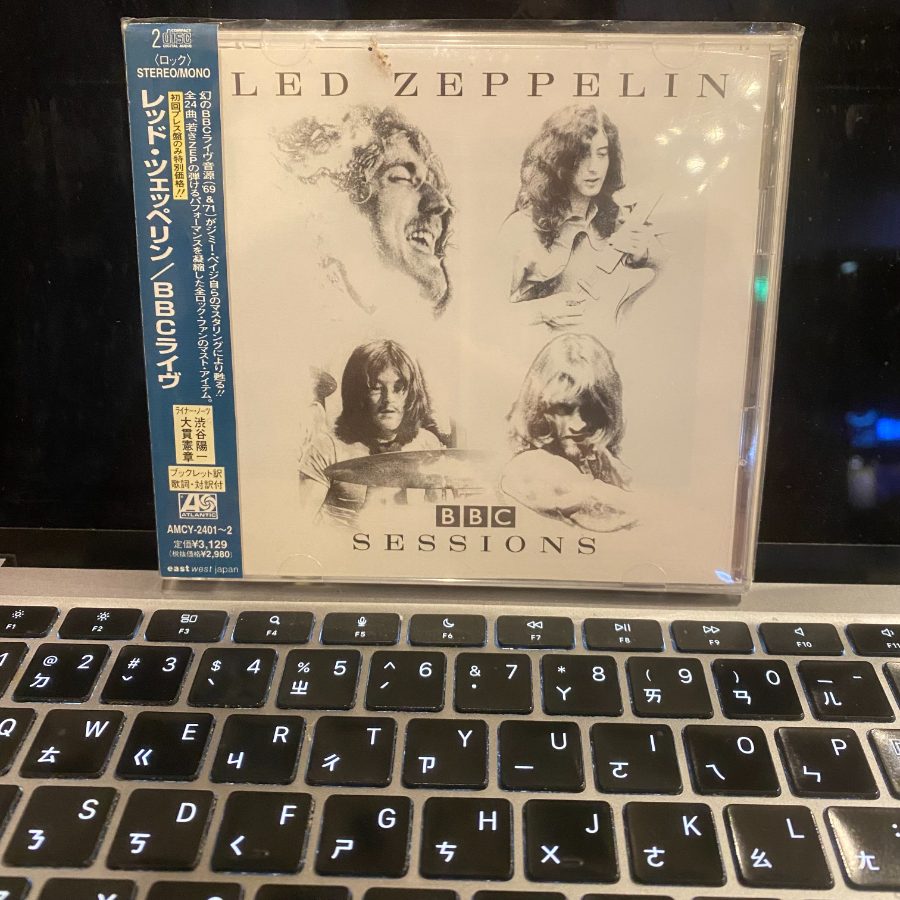 2 COMPACT disc DIGITAL AUDIO
〈ロック〉
STEREO/MONO
幻のBBCライヴ音源('69&'71)がジミー・ペイジ自らのマスタリングにより甦る!!
全24曲、若きZEPの弾けるパフォーマンスを凝縮した全ロック・ファンのマスト・アイテム。
初回プレス盤のみ特別価格!!
レッド・ツェッペリン/BBCライヴ
ライナー・ノーツ
渋谷陽一
大貫憲章
ブックレット訳
歌詞・対訳付
ATLANTIC
AMCY-2401〜2
定価¥3,129
(税抜価格¥2,980)
east west japan
LED ZEPPELIN
BBC
SESSIONS
F1
F2
F3
F4
F5
F6
F7
F8
F9
F10
F11
@ 2 ㄉ
# 3 ˇ
$ 4 ˋ
% 5 ㄓ
^ 6 ˊ
& 7 ˙
* 8 ㄚ
( 9 ㄞ
) 0 ㄢ
— - ㄦ
Q
W ㄊ
E ㄍ
R ㄐ
T ㄔ
Y ㄗ
U ㄧ
I ㄛ
O ㄟ
P ㄣ
S ㄋ
D ㄎ
F ㄑ
G ㄕ
H ㄘ
J ㄨ
K ㄜ
L ㄠ
: ㄤ